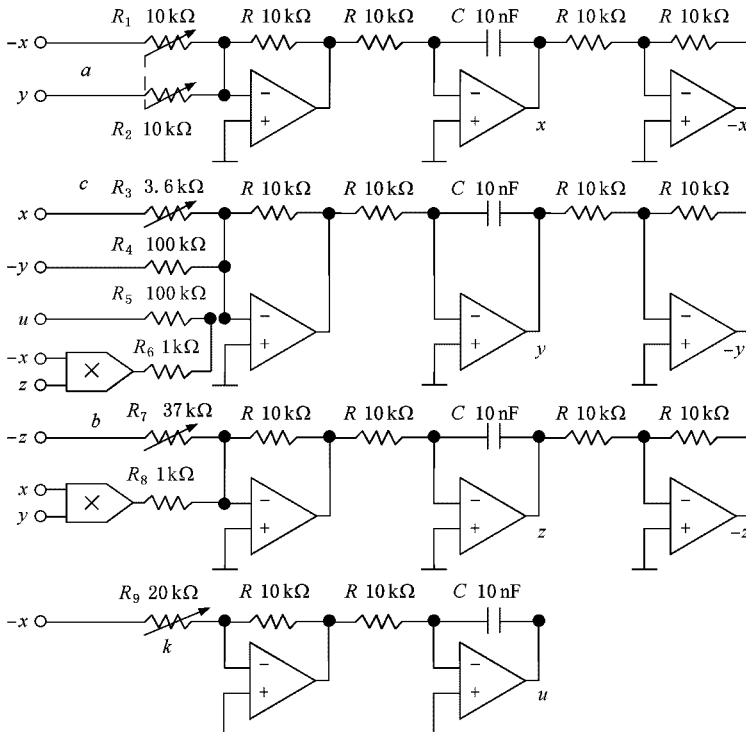 R₁ 10 kΩ R 10 kΩ R 10 kΩ C 10 nF R 10 kΩ R 10 kΩ
−x
a
y
R₂ 10 kΩ
− + − + − +
x −x
c R₃ 3.6 kΩ R 10 kΩ R 10 kΩ C 10 nF R 10 kΩ R 10 kΩ
x
R₄ 100 kΩ
−y
R₅ 100 kΩ
u
− + − + − +
−x
z
× R₆ 1 kΩ
y −y
b R₇ 37 kΩ R 10 kΩ R 10 kΩ C 10 nF R 10 kΩ R 10 kΩ
−z
R₈ 1 kΩ
x
y
×
− + − + − +
z −z
R₉ 20 kΩ R 10 kΩ R 10 kΩ C 10 nF
−x
k
− + − +
u